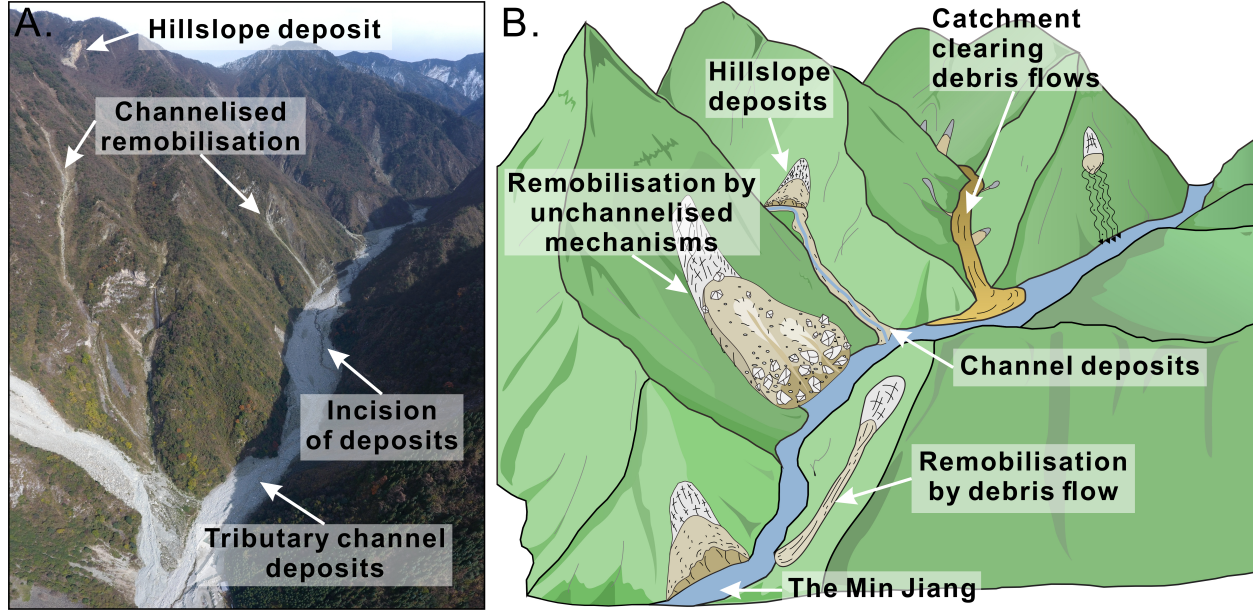 A.
Hillslope deposit
Channelised
remobilisation
Incision
of deposits
Tributary channel
deposits
B.
Catchment
clearing
debris flows
Hillslope
deposits
Remobilisation by
unchannelised
mechanisms
Channel deposits
Remobilisation
by debris flow
The Min Jiang